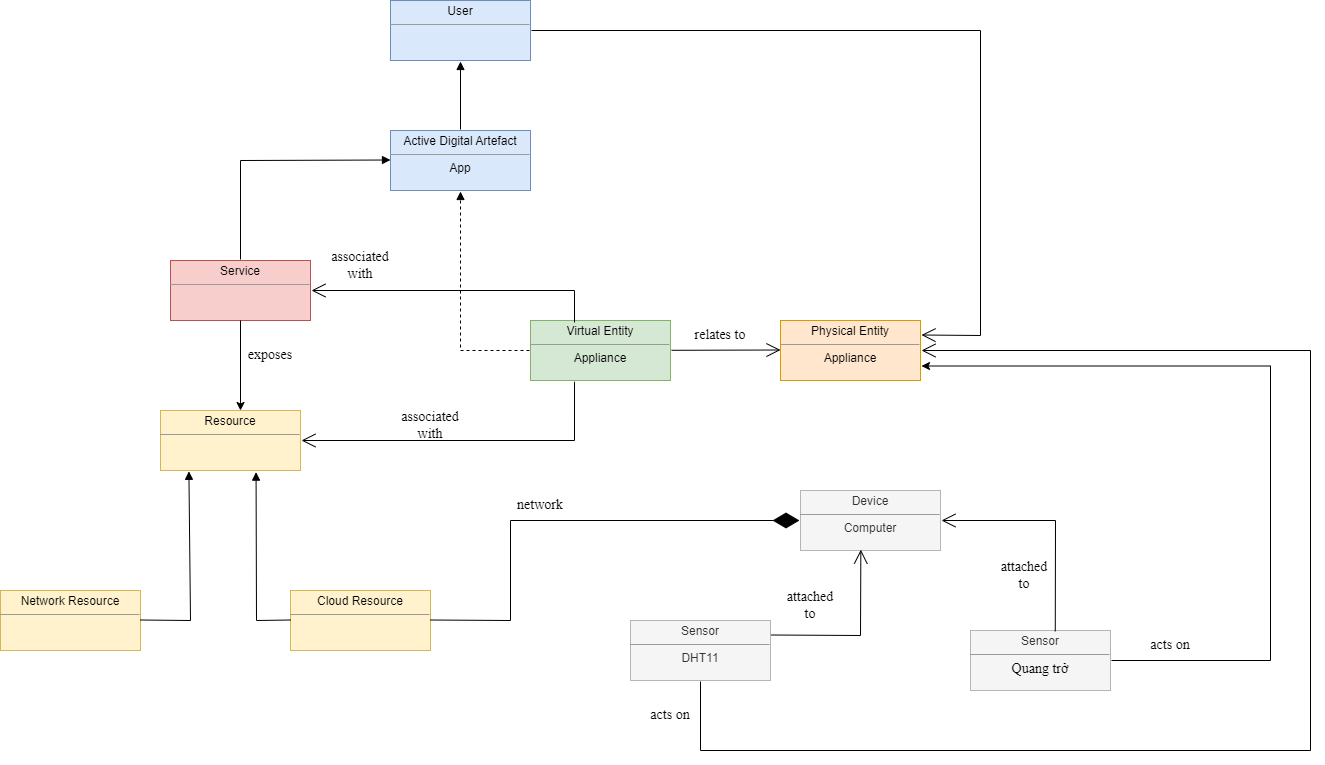 User
Active Digital Artefact
App
associated
with
Service
Virtual Entity
Appliance
relates to
Physical Entity
Appliance
exposes
Resource
associated
with
network
Device
Computer
attached
to
attached
to
Network Resource
Cloud Resource
Sensor
DHT11
Sensor
Quang trở
acts on
acts on